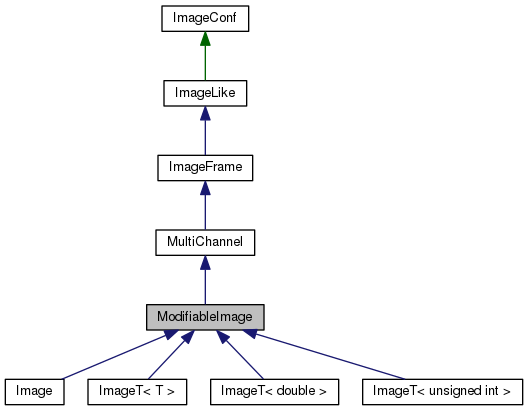 ImageConf
ImageLike
ImageFrame
MultiChannel
ModifiableImage
Image
ImageT< T >
ImageT< double >
ImageT< unsigned int >